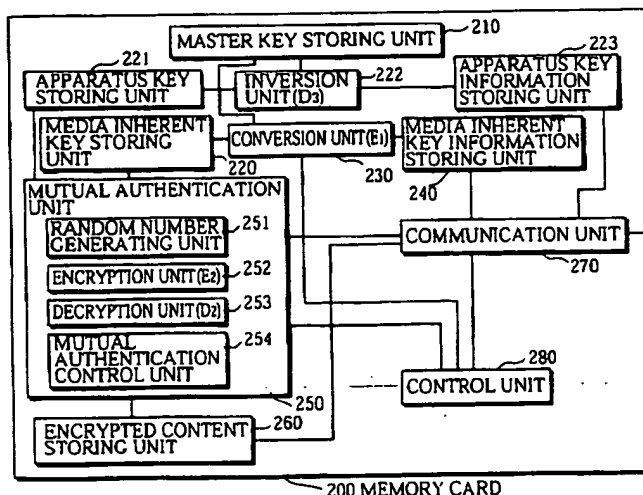 210
MASTER KEY STORING UNIT
221
APPARATUS KEY
STORING UNIT
INVERSION
UNIT(D3)
222
223
APPARATUS KEY
INFORMATION
STORING UNIT
MEDIA INHERENT
KEY STORING
UNIT
220
CONVERSION UNIT(E1)
230
MEDIA INHERENT
KEY INFORMATION
STORING UNIT
240
MUTUAL AUTHENTICATION
UNIT
RANDOM NUMBER
GENERATING UNIT
251
ENCRYPTION UNIT(E2)
252
DECRYPTION UNIT(D2)
253
MUTUAL
AUTHENTICATION
CONTROL UNIT
254
250
COMMUNICATION UNIT
270
280
CONTROL UNIT
ENCRYPTED CONTENT
STORING UNIT
260
200 MEMORY CARD